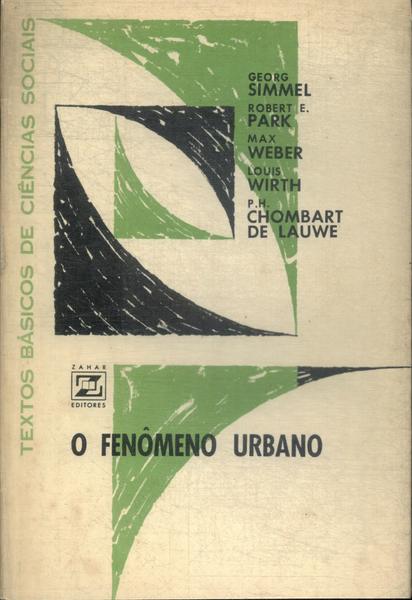 TEXTOS BÁSICOS DE CIÊNCIAS SOCIAIS
GEORG
SIMMEL
ROBERT E.
PARK
MAX
WEBER
LOUIS
WIRTH
P.H.
CHOMBART
DE LAUWE
ZAHAR
EDITORES
O FENÔMENO URBANO